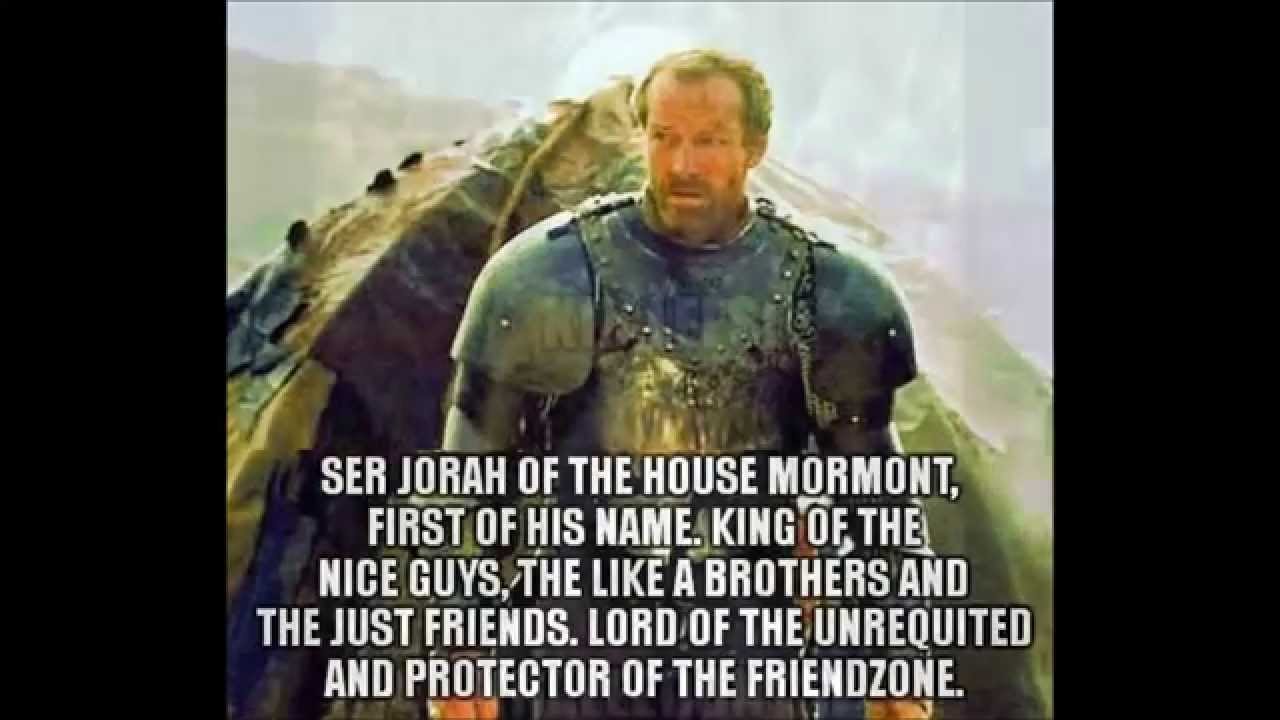 SER JORAH OF THE HOUSE MORMONT,
FIRST OF HIS NAME. KING OF THE
NICE GUYS, THE LIKE A BROTHERS AND
THE JUST FRIENDS. LORD OF THE UNREQUITED
AND PROTECTOR OF THE FRIENDZONE.